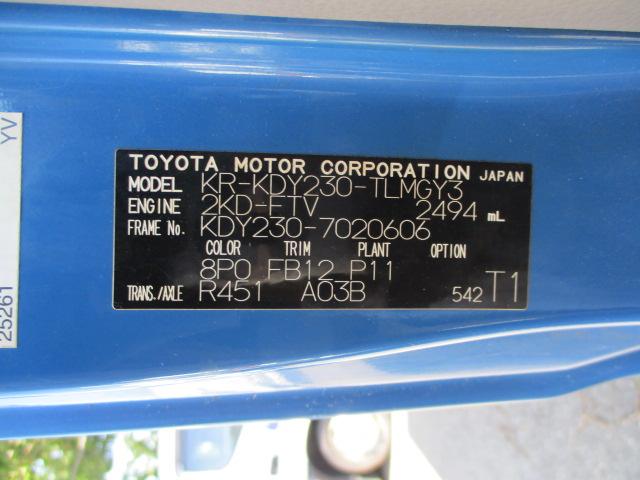 TOYOTA MOTOR CORPORATION JAPAN
MODEL KR-KDY230-TLMGY3
ENGINE 2KD-FTV 2494 mL
FRAME No. KDY230-7020606
COLOR TRIM PLANT OPTION
8P0 FB12 P11
TRANS./AXLE R451 A03B 542 T1
25261 YV